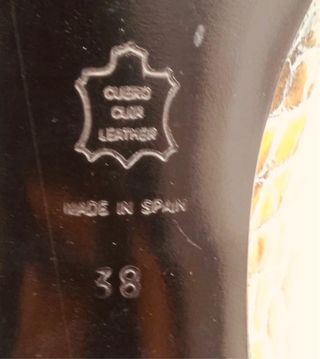 CUERO
CUIR
LEATHER
MADE IN SPAIN
38